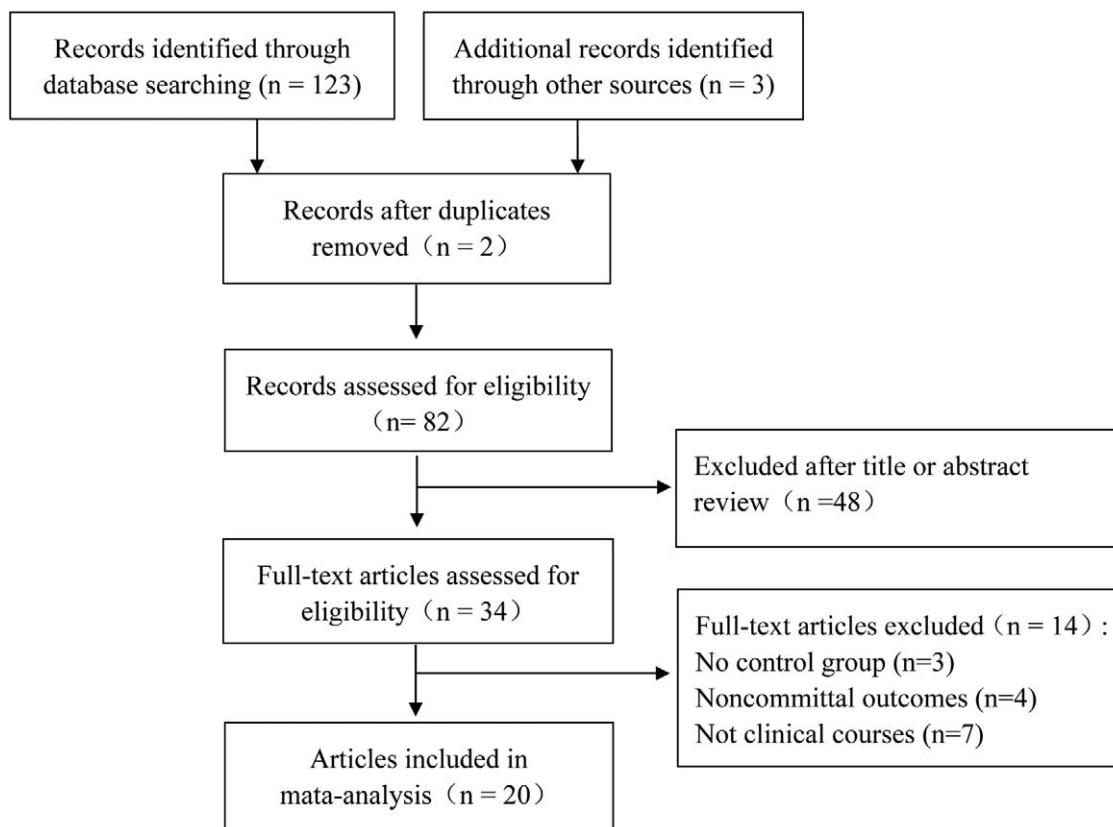 Records identified through
database searching (n = 123)
Additional records identified
through other sources (n = 3)
Records after duplicates
removed（n = 2）
Records assessed for eligibility
（n= 82）
Excluded after title or abstract
review（n =48）
Full-text articles assessed for
eligibility（n = 34）
Full-text articles excluded（n = 14）:
No control group (n=3)
Noncommittal outcomes (n=4)
Not clinical courses (n=7)
Articles included in
mata-analysis（n = 20）